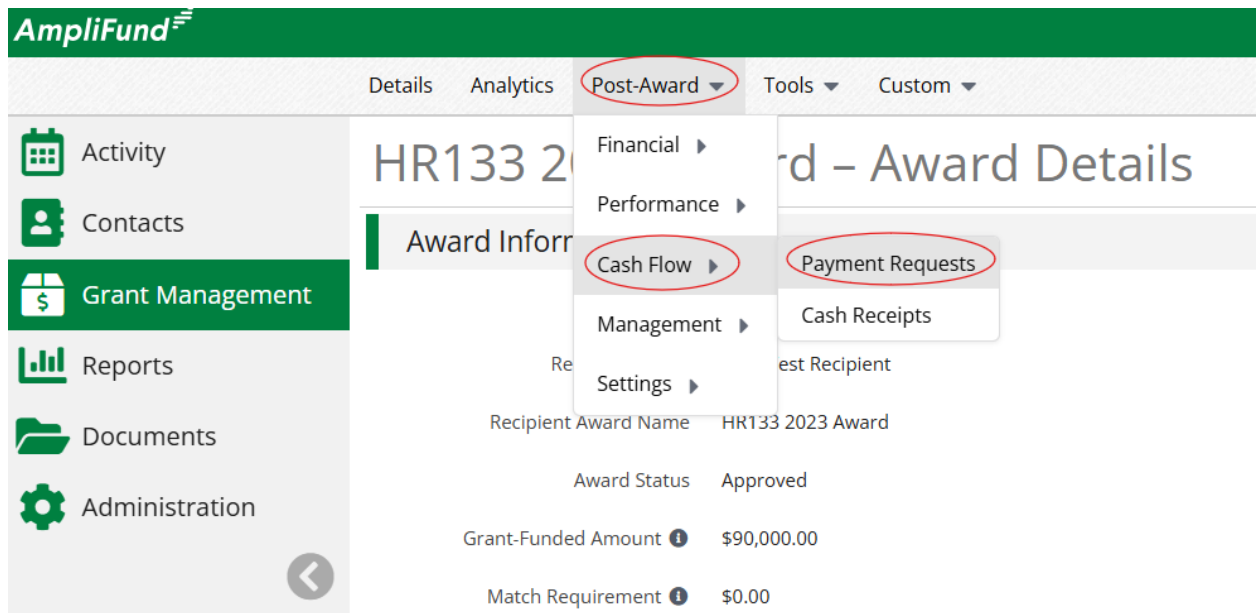 AmpliFund
Details Analytics Post-Award Tools Custom
Activity
Contacts
Grant Management
Reports
Documents
Administration
HR133 2 rd – Award Details
Award Infor
Financial
Performance
Cash Flow
Management
Settings
Payment Requests
Cash Receipts
Re est Recipient
Recipient Award Name HR133 2023 Award
Award Status Approved
Grant-Funded Amount $90,000.00
Match Requirement $0.00